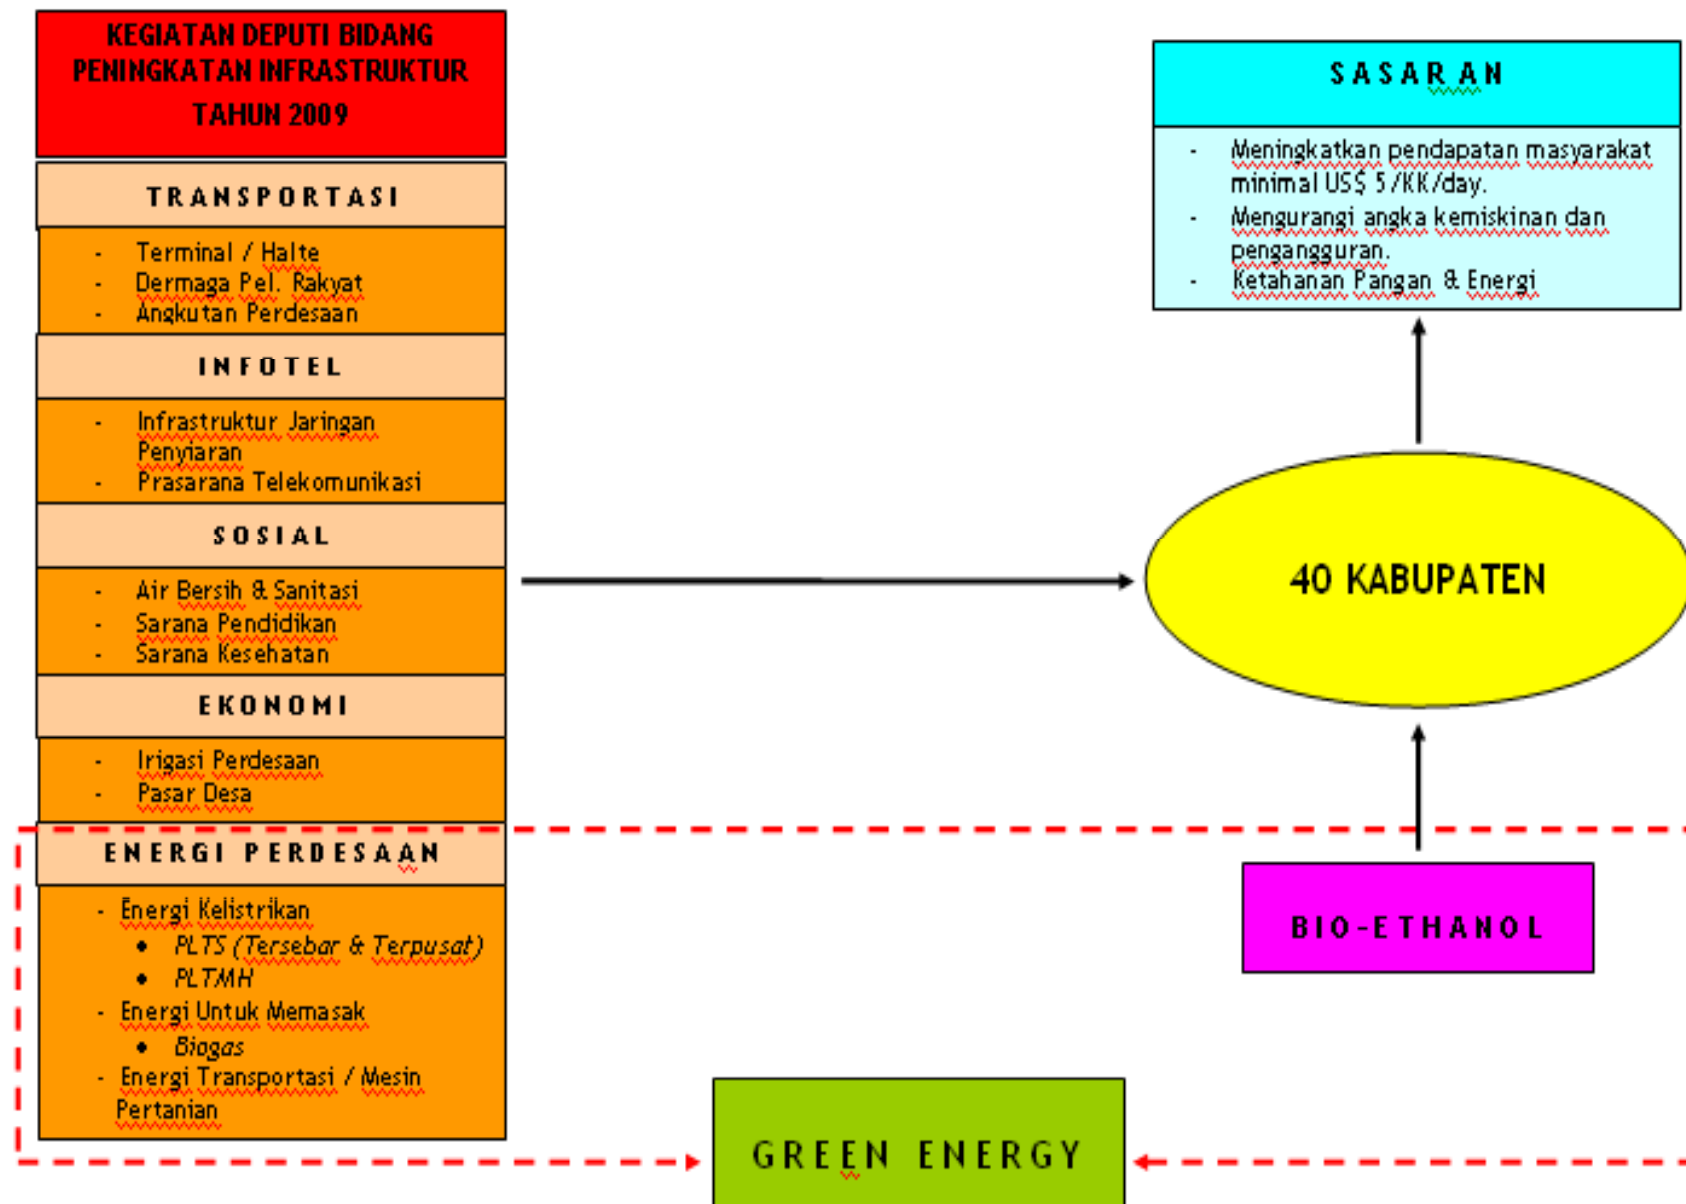 KEGIATAN DEPUTI BIDANG
PENINGKATAN INFRASTRUKTUR
TAHUN 2009
TRANSPORTASI
- Terminal / Halte
- Dermaga Pel. Rakyat
- Angkutan Perdesaan
INFOTEL
- Infrastruktur Jaringan
Penyiaran
- Prasarana Telekomunikasi
SOSIAL
- Air Bersih & Sanitasi
- Sarana Pendidikan
- Sarana Kesehatan
EKONOMI
- Irigasi Perdesaan
- Pasar Desa
ENERGI PERDESAAN
- Energi Kelistrikan
• PLTS (Tersebar & Terpusat)
• PLTMH
- Energi Untuk Memasak
• Biogas
- Energi Transportasi / Mesin
Pertanian
SASARAN
- Meningkatkan pendapatan masyarakat
minimal US$ 5/KK/day.
- Mengurangi angka kemiskinan dan
pengangguran.
- Ketahanan Pangan & Energi
40 KABUPATEN
BIO-ETHANOL
GREEN ENERGY